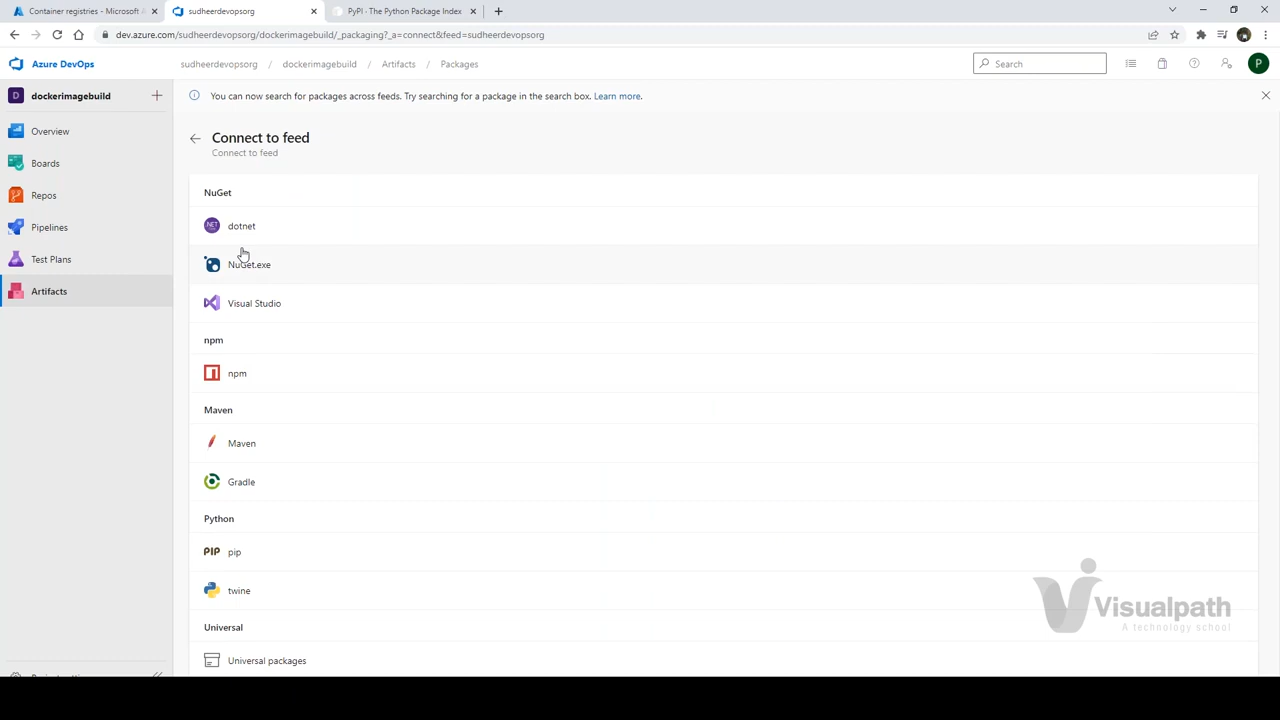 Container registries - Microsoft A
sudheerdevopsorg
PyPI · The Python Package Index
dev.azure.com/sudheerdevopsorg/dockerimagebuild/_packaging?_a=connect&feed=sudheerdevopsorg
Azure DevOps
sudheerdevopsorg / dockerimagebuild / Artifacts / Packages
Search
P
D dockerimagebuild
You can now search for packages across feeds. Try searching for a package in the search box. Learn more.
Overview
Boards
Repos
Pipelines
Test Plans
Artifacts
Connect to feed
Connect to feed
NuGet
NET dotnet
NuGet.exe
Visual Studio
npm
npm
Maven
Maven
Gradle
Python
PIP pip
twine
Universal
Universal packages
Visualpath
A technology school